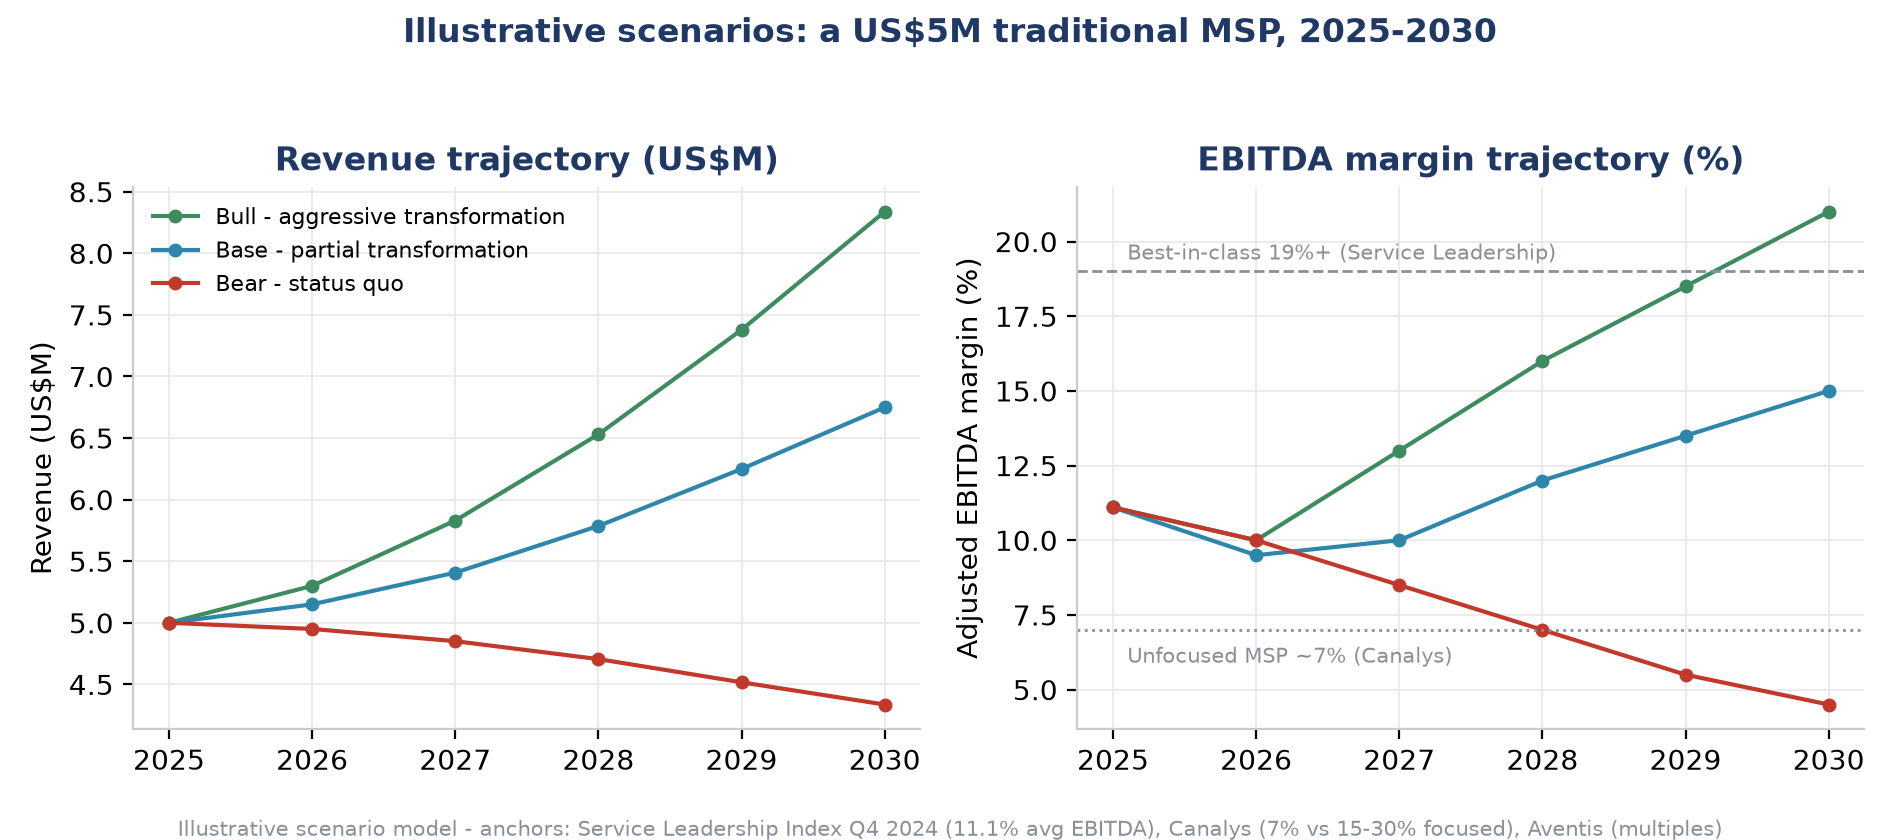 Illustrative scenarios: a US$5M traditional MSP, 2025-2030
Revenue trajectory (US$M)
Revenue (US$M)
8.5
8.0
7.5
7.0
6.5
6.0
5.5
5.0
4.5
Bull - aggressive transformation
Base - partial transformation
Bear - status quo
2025 2026 2027 2028 2029 2030
EBITDA margin trajectory (%)
Adjusted EBITDA margin (%)
20.0
17.5
15.0
12.5
10.0
7.5
5.0
Best-in-class 19%+ (Service Leadership)
Unfocused MSP ~7% (Canalys)
2025 2026 2027 2028 2029 2030
Illustrative scenario model - anchors: Service Leadership Index Q4 2024 (11.1% avg EBITDA), Canalys (7% vs 15-30% focused), Aventis (multiples)